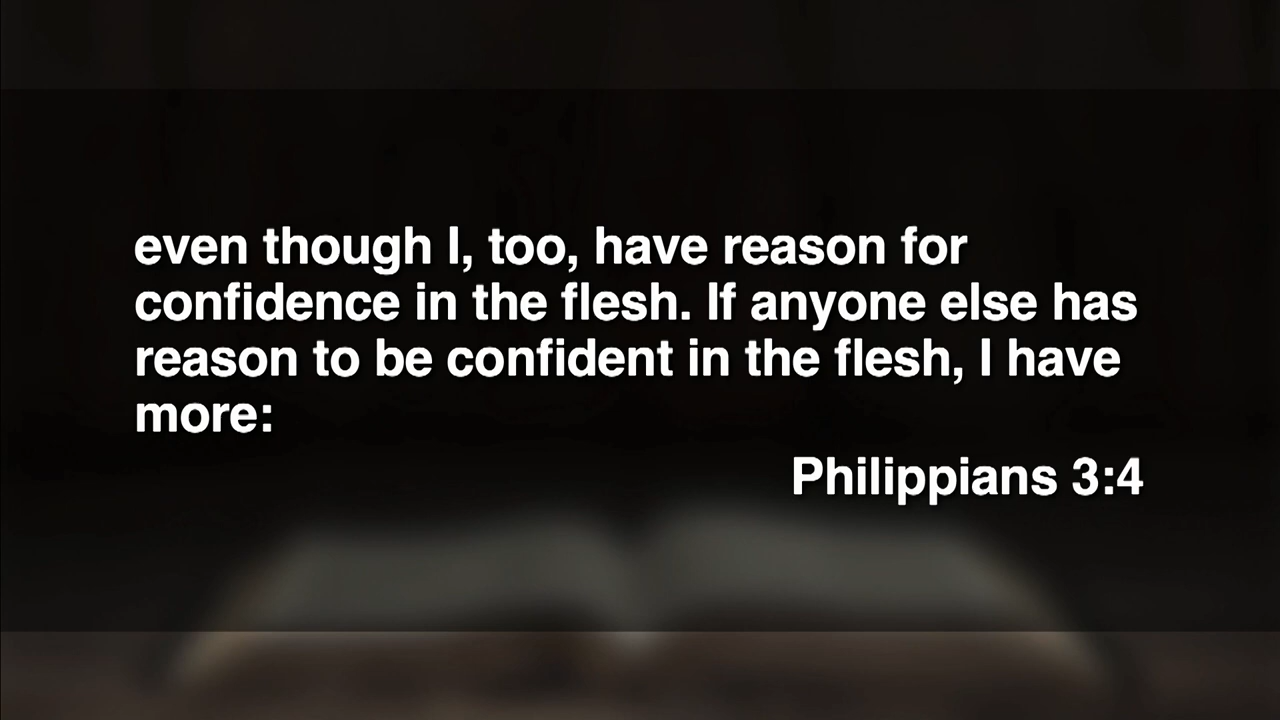 even though I, too, have reason for
confidence in the flesh. If anyone else has
reason to be confident in the flesh, I have
more:
Philippians 3:4